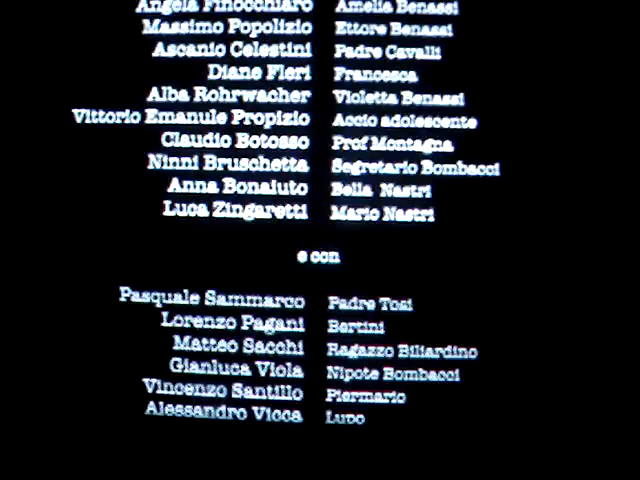 Angela Finocchiaro Amelia Benassi
Massimo Popolizio Ettore Benassi
Ascanio Celestini Padre Cavalli
Diane Fleri Francesca
Alba Rohrwacher Violetta Benassi
Vittorio Emanule Propizio Accio adolescente
Claudio Botosso Prof Montagna
Ninni Bruschetta Segretario Bombacci
Anna Bonaiuto Bella Nastri
Luca Zingaretti Mario Nastri
e con
Pasquale Sammarco Padre Tosi
Lorenzo Pagani Bertini
Matteo Sacchi Ragazzo Biliardino
Gianluca Viola Nipote Bombacci
Vincenzo Santillo Piermario
Alessandro Vicca Lupo